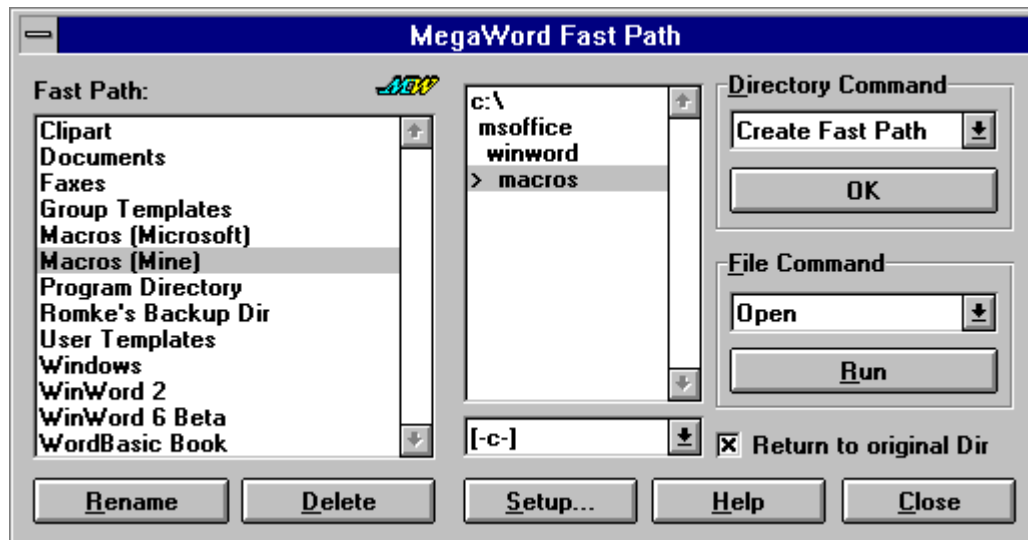 MegaWord Fast Path
Fast Path:
MEW
Clipart
Documents
Faxes
Group Templates
Macros (Microsoft)
Macros (Mine)
Program Directory
Romke's Backup Dir
User Templates
Windows
WinWord 2
WinWord 6 Beta
WordBasic Book
Rename
Delete
c:\
msoffice
winword
> macros
[-c-]
Directory Command
Create Fast Path
OK
File Command
Open
Run
Return to original Dir
Setup...
Help
Close